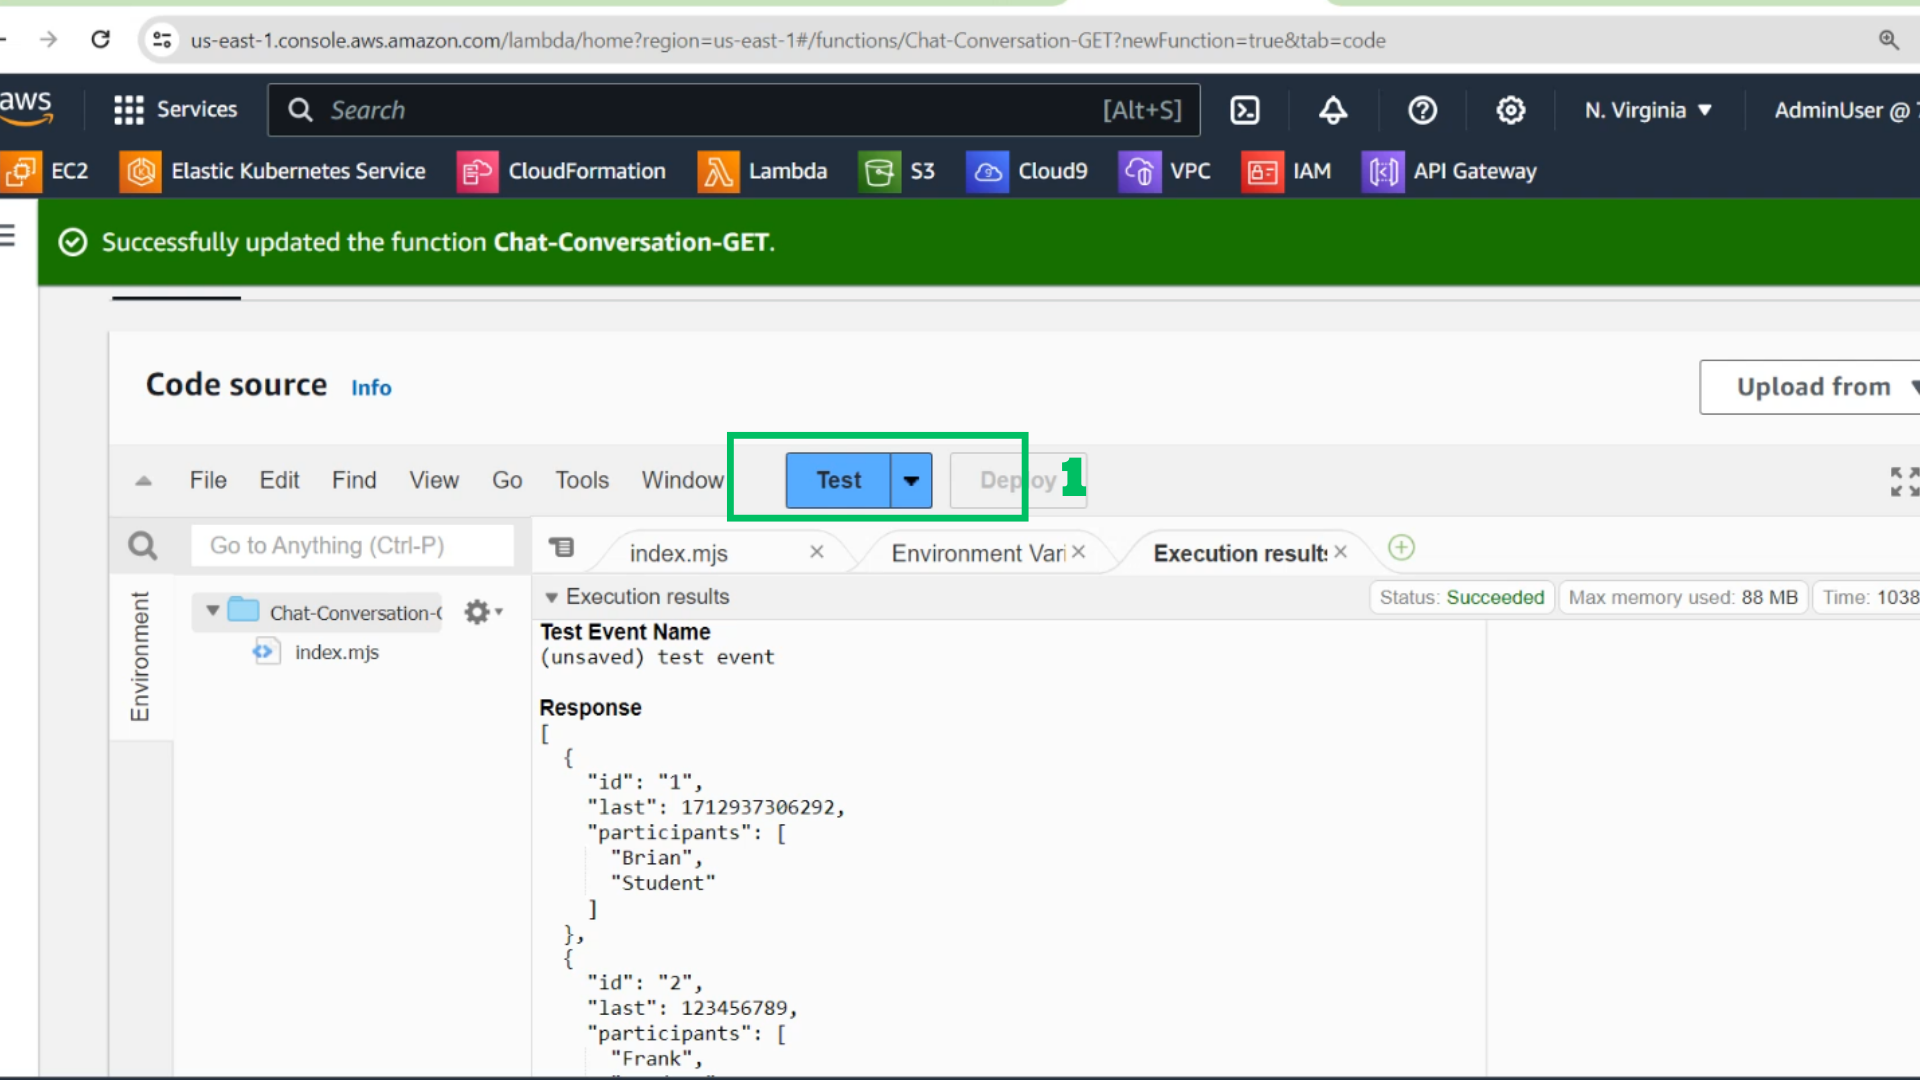 us-east-1.console.aws.amazon.com/lambda/home?region=us-east-1#/functions/Chat-Conversation-GET?newFunction=true&tab=code
aws
Services
Search
[Alt+S]
N. Virginia
AdminUser @
EC2
Elastic Kubernetes Service
CloudFormation
Lambda
S3
Cloud9
VPC
IAM
API Gateway
Successfully updated the function Chat-Conversation-GET.
Code source Info
Upload from
File Edit Find View Go Tools Window
Test
Deploy
1
Go to Anything (Ctrl-P)
index.mjs
Environment Vari
Execution results
Environment
Chat-Conversation-
index.mjs
Execution results
Status: Succeeded
Max memory used: 88 MB
Time: 1038
Test Event Name
(unsaved) test event
Response
[
{
"id": "1",
"last": 1712937306292,
"participants": [
"Brian",
"Student"
]
},
{
"id": "2",
"last": 123456789,
"participants": [
"Frank",